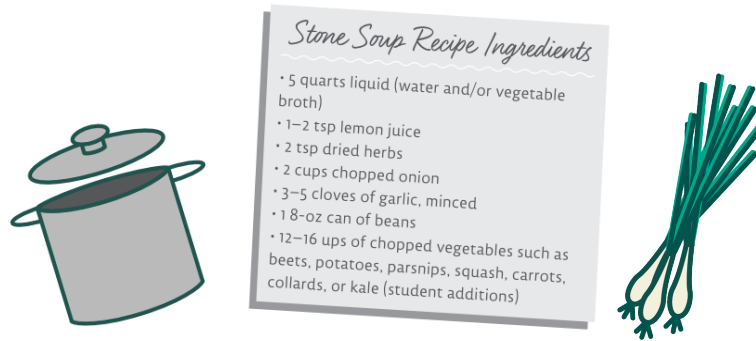 Stone Soup Recipe Ingredients
• 5 quarts liquid (water and/or vegetable
broth)
• 1–2 tsp lemon juice
• 2 tsp dried herbs
• 2 cups chopped onion
• 3–5 cloves of garlic, minced
• 1 8-oz can of beans
• 12–16 ups of chopped vegetables such as
beets, potatoes, parsnips, squash, carrots,
collards, or kale (student additions)